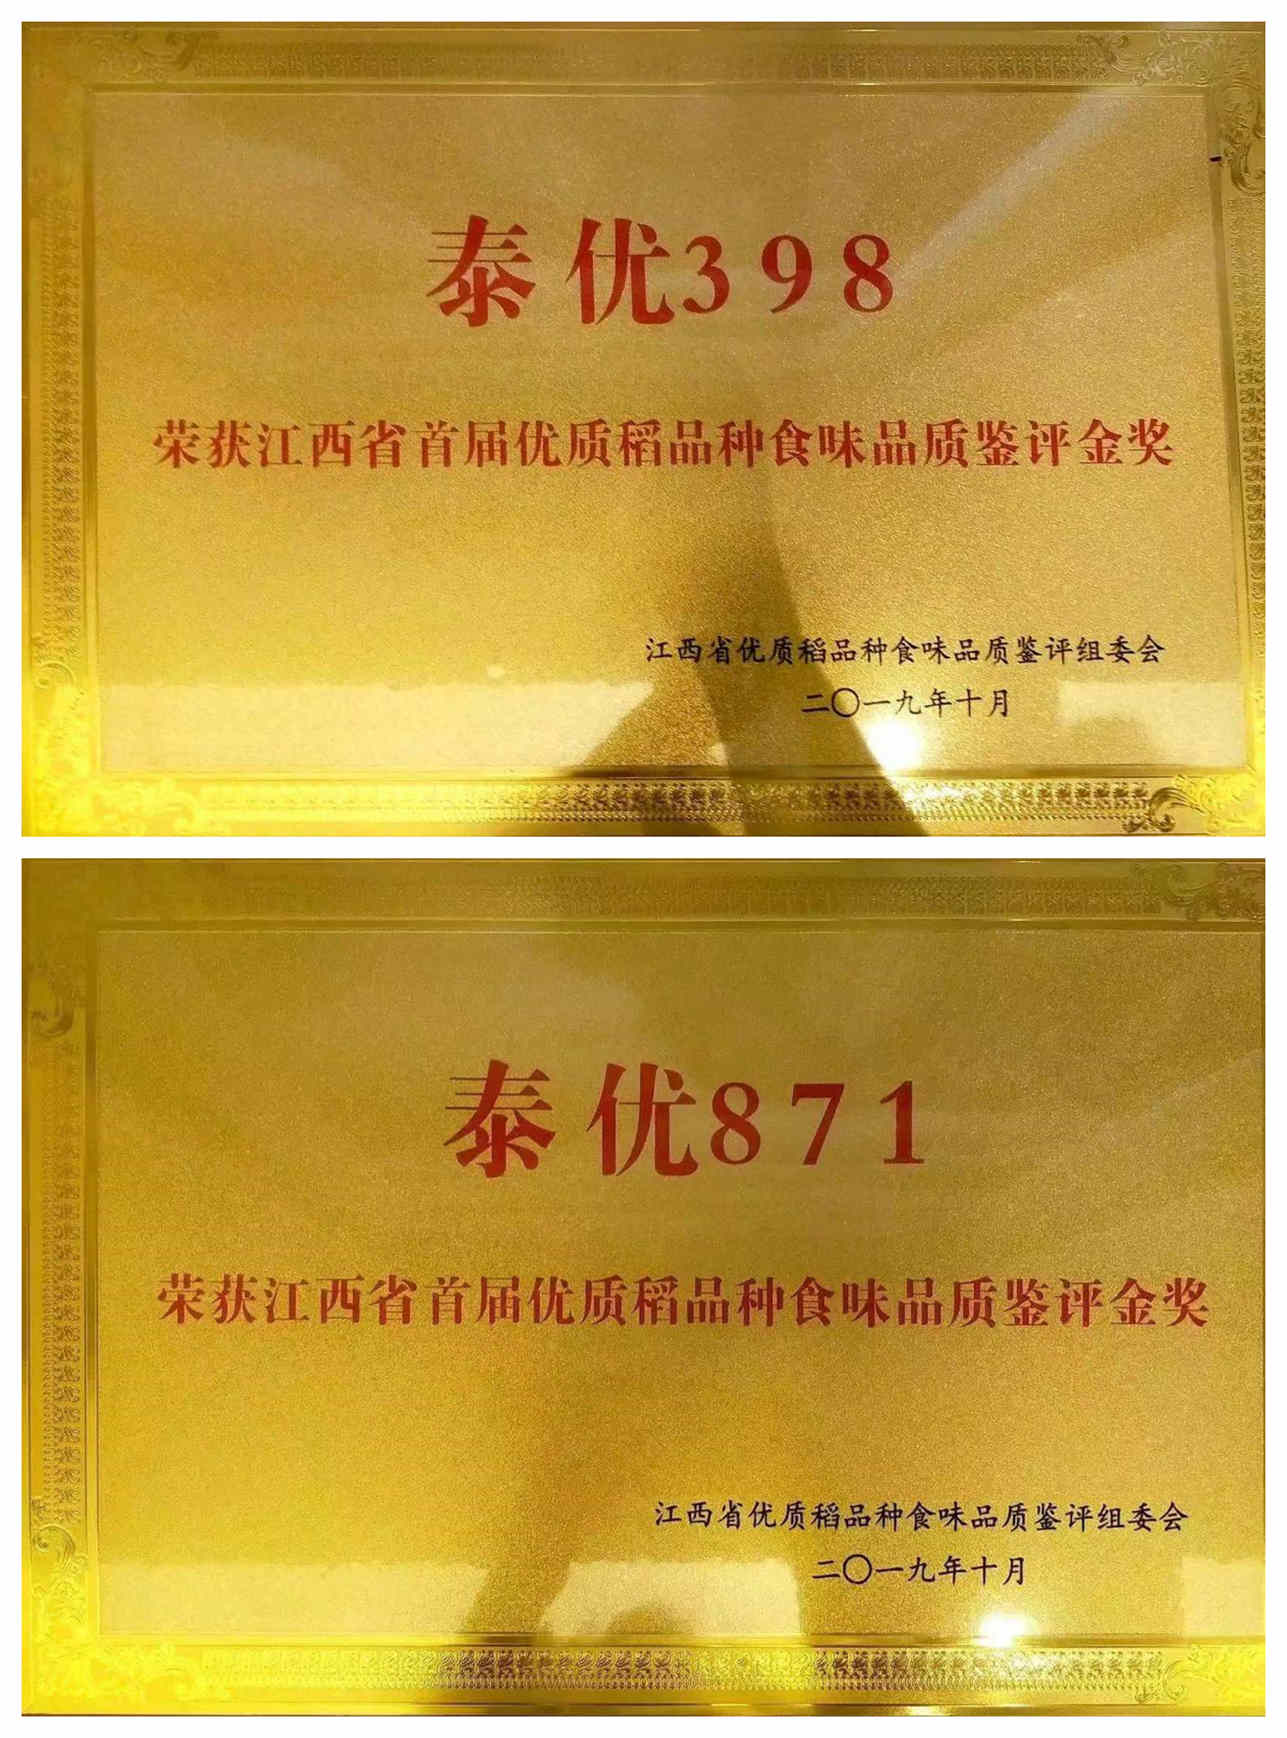 泰优398
荣获江西省首届优质稻品种食味品质鉴评金奖
江西省优质稻品种食味品质鉴评组委会
二〇一九年十月
泰优871
荣获江西省首届优质稻品种食味品质鉴评金奖
江西省优质稻品种食味品质鉴评组委会
二〇一九年十月